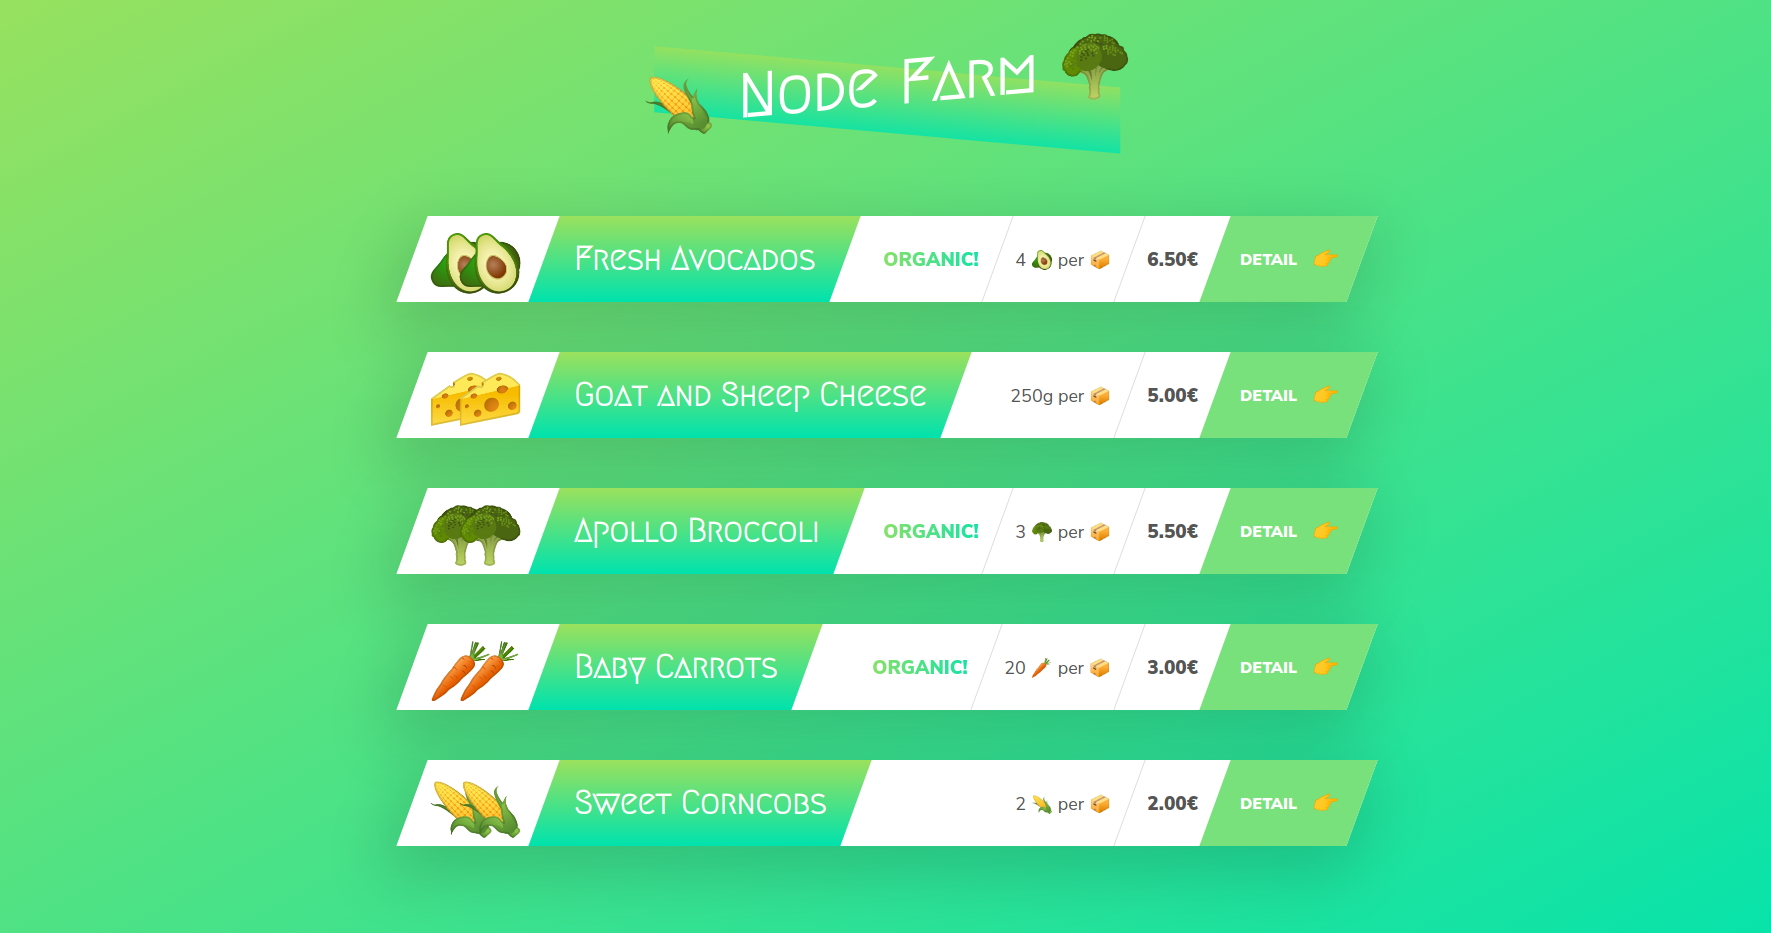 Node Farm
Fresh Avocados ORGANIC! 4 🥑 per 📦 6.50€ DETAIL 👉
Goat and Sheep Cheese 250g per 📦 5.00€ DETAIL 👉
Apollo Broccoli ORGANIC! 3 🥦 per 📦 5.50€ DETAIL 👉
Baby Carrots ORGANIC! 20 🥕 per 📦 3.00€ DETAIL 👉
Sweet Corncobs 2 🌽 per 📦 2.00€ DETAIL 👉